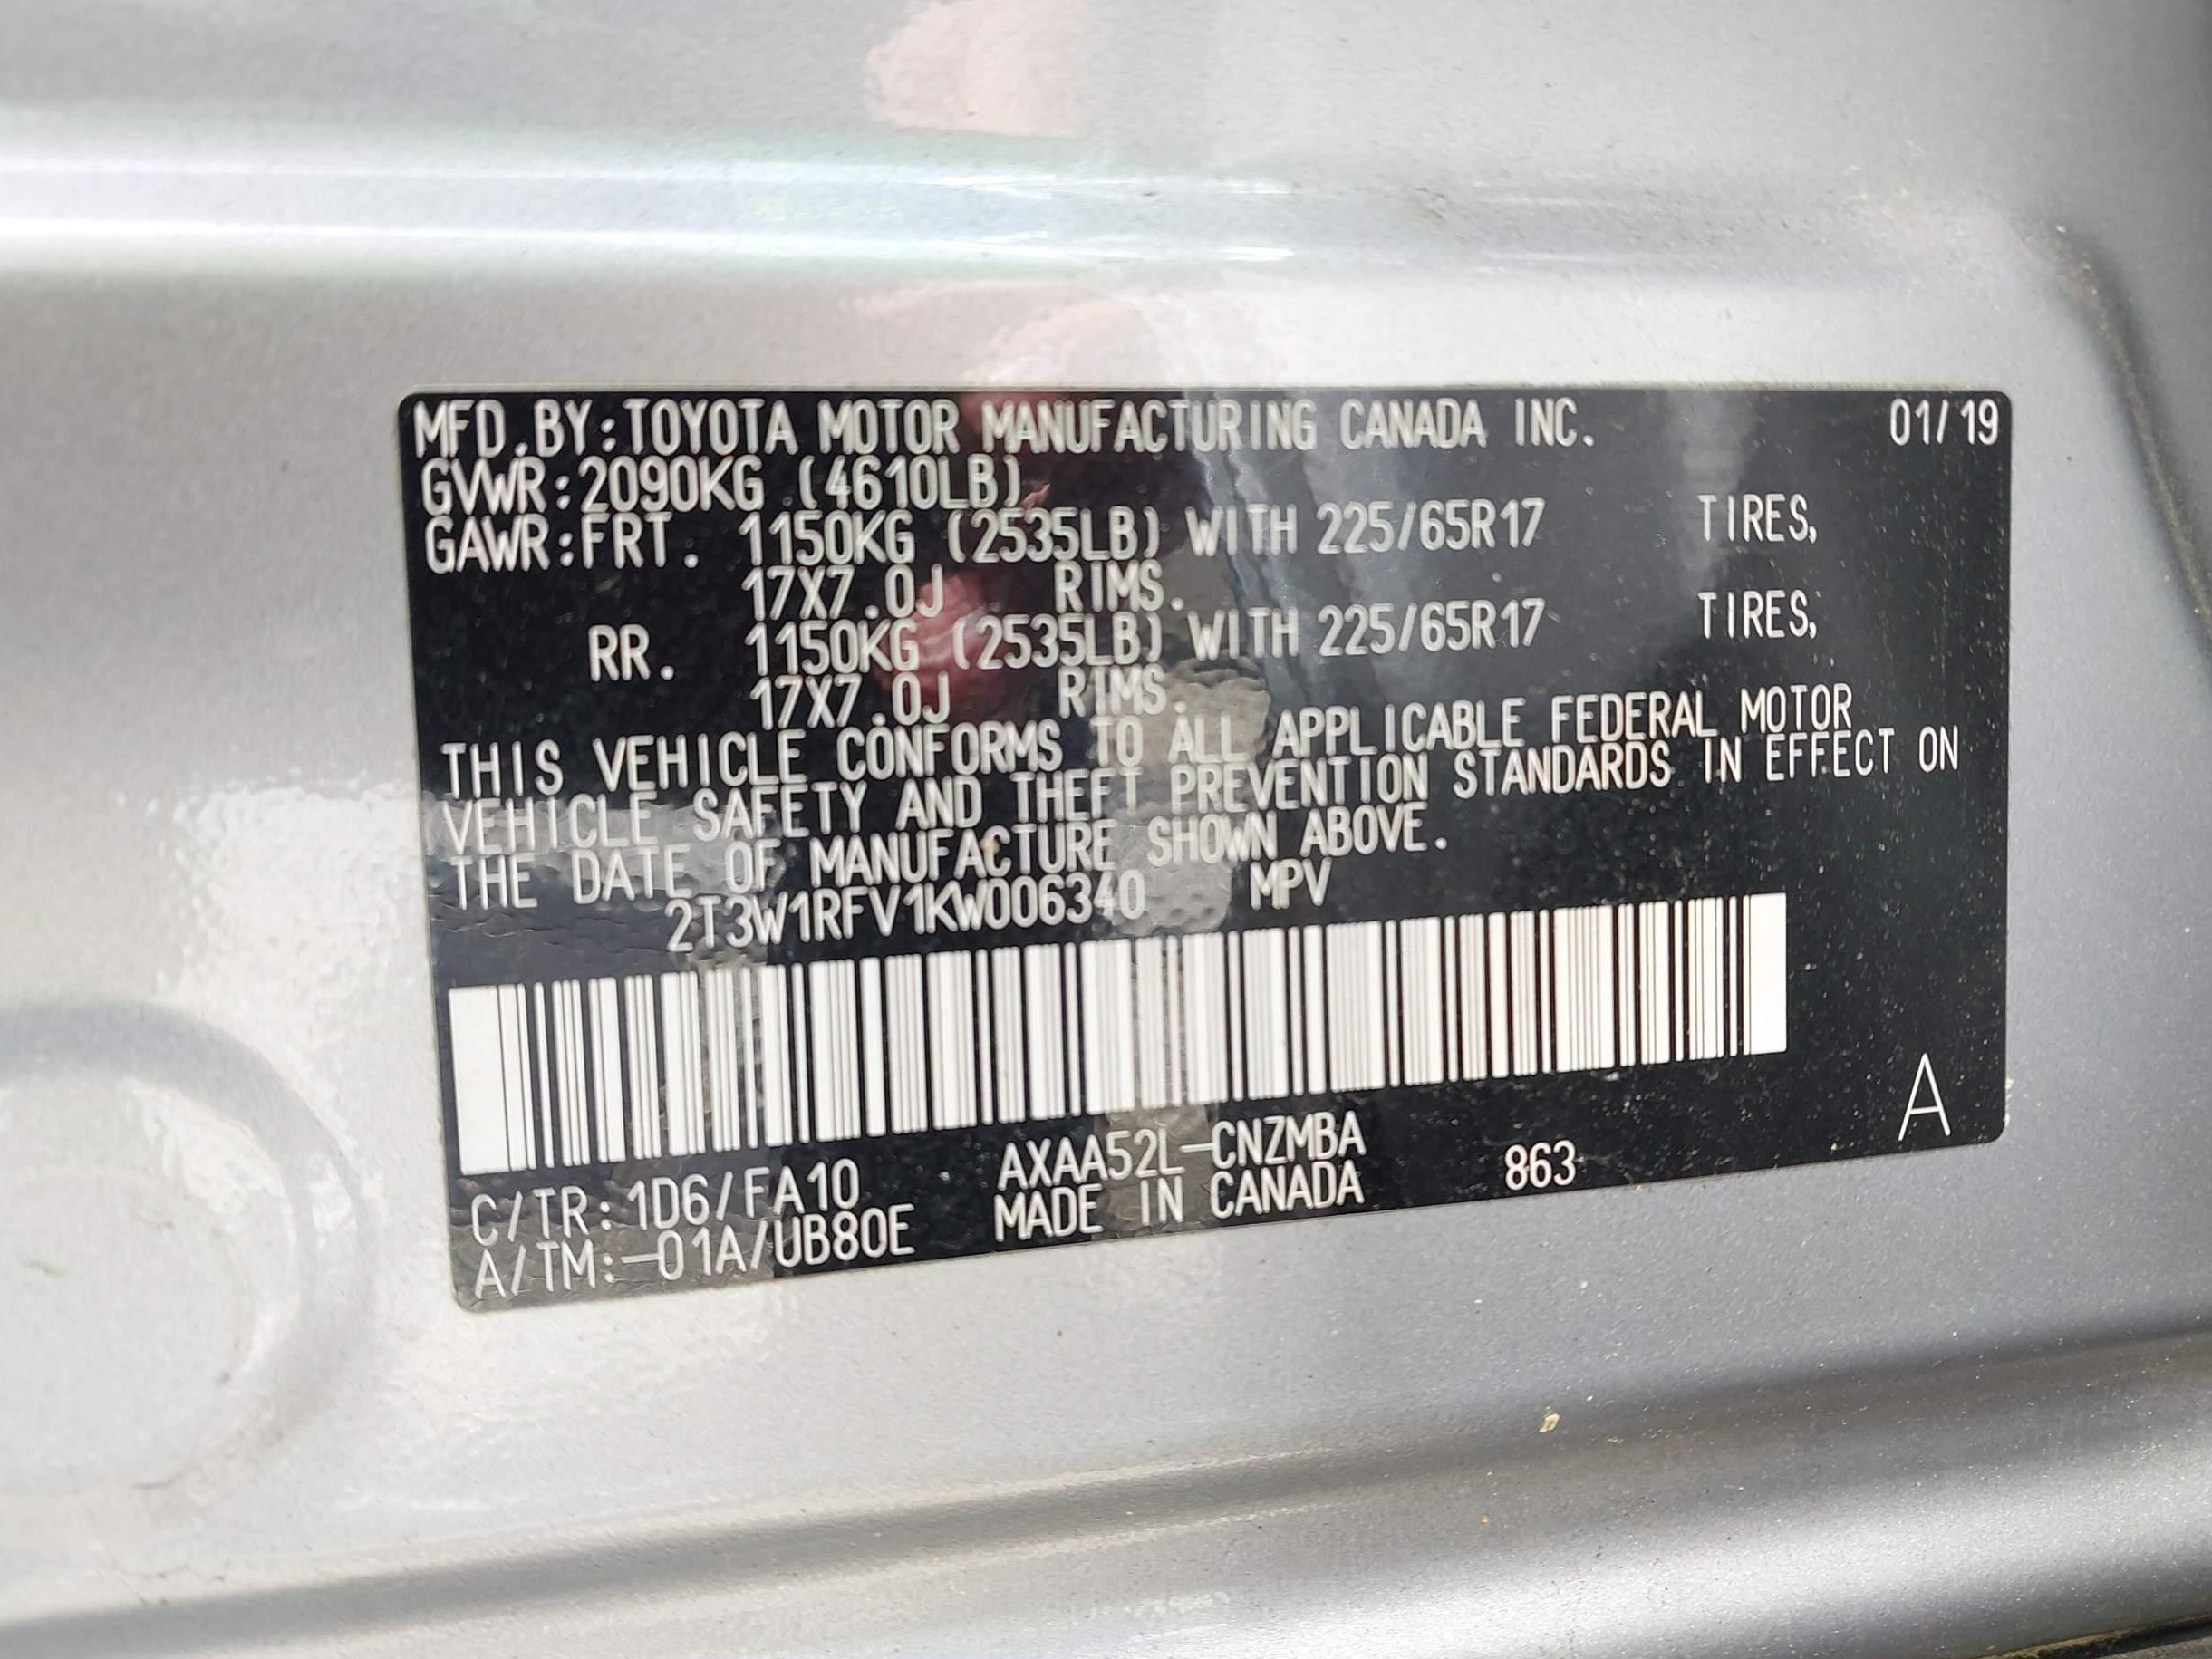 MFD.BY:TOYOTA MOTOR MANUFACTURING CANADA INC. 01/19
GVWR:2090KG (4610LB)
GAWR:FRT. 1150KG (2535LB) WITH 225/65R17 TIRES,
17X7.0J RIMS.
RR. 1150KG (2535LB) WITH 225/65R17 TIRES,
17X7.0J RIMS.
THIS VEHICLE CONFORMS TO ALL APPLICABLE FEDERAL MOTOR
VEHICLE SAFETY AND THEFT PREVENTION STANDARDS IN EFFECT ON
THE DATE OF MANUFACTURE SHOWN ABOVE.
2T3W1RFV1KW006340 MPV
A
C/TR:1D6/FA10 AXAA52L-CNZMBA 863
A/TM:-01A/UB80E MADE IN CANADA